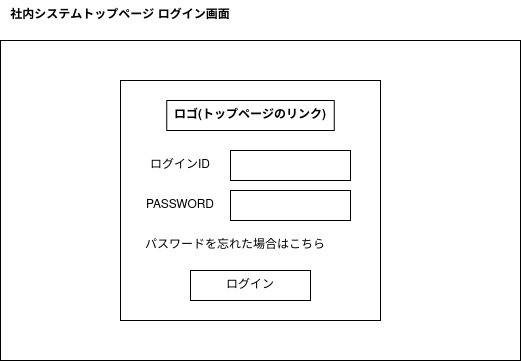 社内システムトップページ ログイン画面
ロゴ(トップページのリンク)
ログインID
PASSWORD
パスワードを忘れた場合はこちら
ログイン